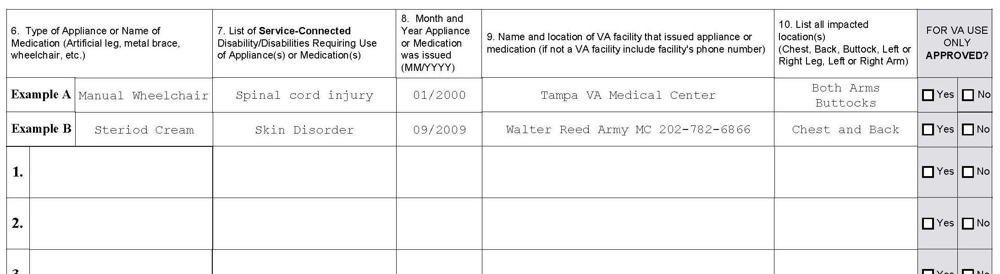 6.  Type of Appliance or Name of
Medication (Artificial leg, metal brace,
wheelchair, etc.)
7. List of Service-Connected
Disability/Disabilities Requiring Use
of Appliance(s) or Medication(s)
8.  Month and
Year Appliance
or Medication
was issued
(MM/YYYY)
9. Name and location of VA facility that issued appliance or
medication (if not a VA facility include facility's phone number)
10. List all impacted
location(s)
(Chest, Back, Buttock, Left or
Right Leg, Left or Right Arm)
FOR VA USE
ONLY
APPROVED?
Example A Manual Wheelchair Spinal cord injury 01/2000 Tampa VA Medical Center Both Arms
Buttocks
Yes No
Example B Steriod Cream Skin Disorder 09/2009 Walter Reed Army MC 202-782-6866 Chest and Back Yes No
1. Yes No
2. Yes No
3. Yes No